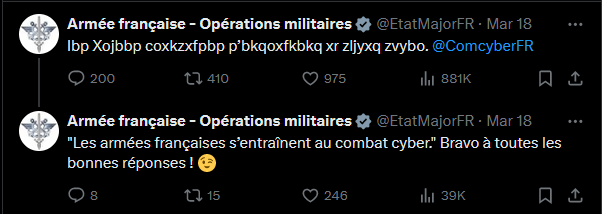 Armée française - Opérations militaires @EtatMajorFR · Mar 18
Ibp Xojbbp coxkzxfpbp p’bkqoxfkbkq xr zljyxq zvybo. @ComcyberFR
200 410 975 881K
Armée française - Opérations militaires @EtatMajorFR · Mar 18
"Les armées françaises s’entraînent au combat cyber." Bravo à toutes les
bonnes réponses ! 😉
8 15 246 39K